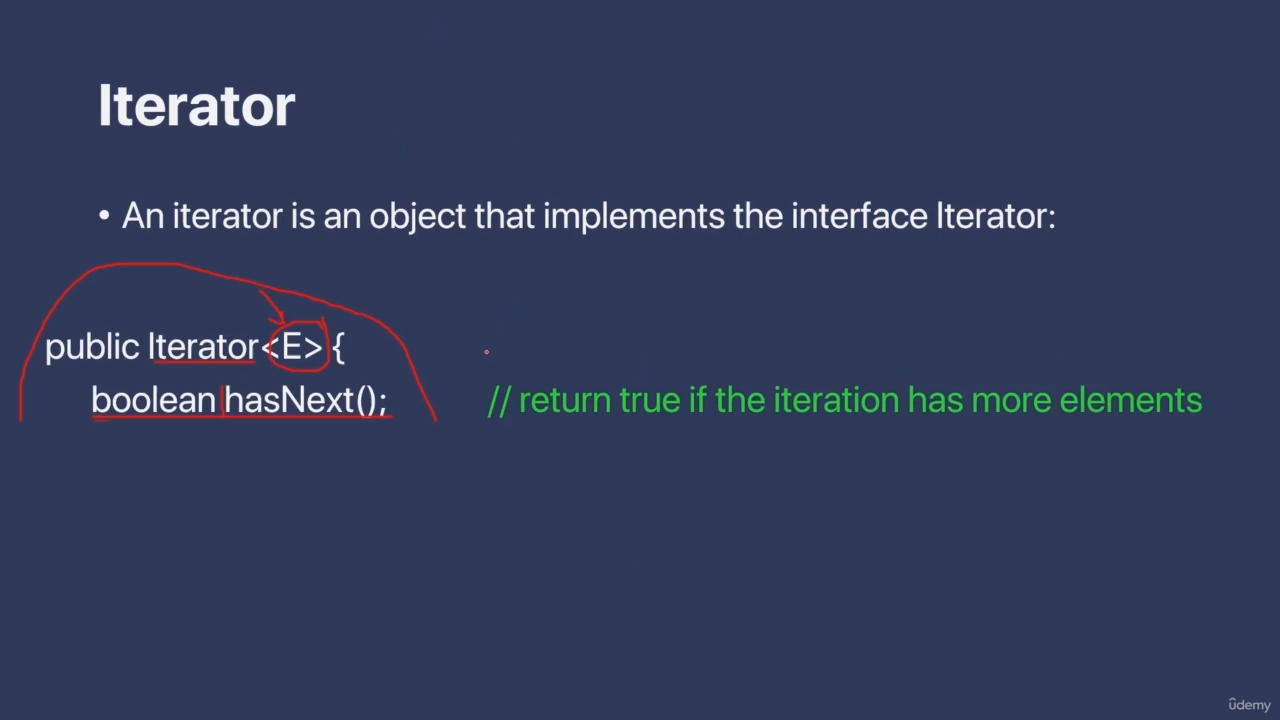 Iterator
• An iterator is an object that implements the interface Iterator:
public Iterator<E> {
boolean hasNext(); // return true if the iteration has more elements
ûdemy